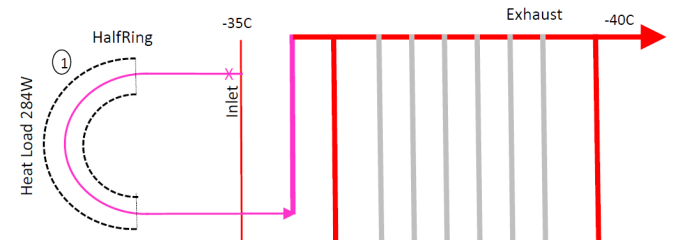 Exhaust
-40C
-35C
HalfRing
1
Heat Load 284W
Inlet